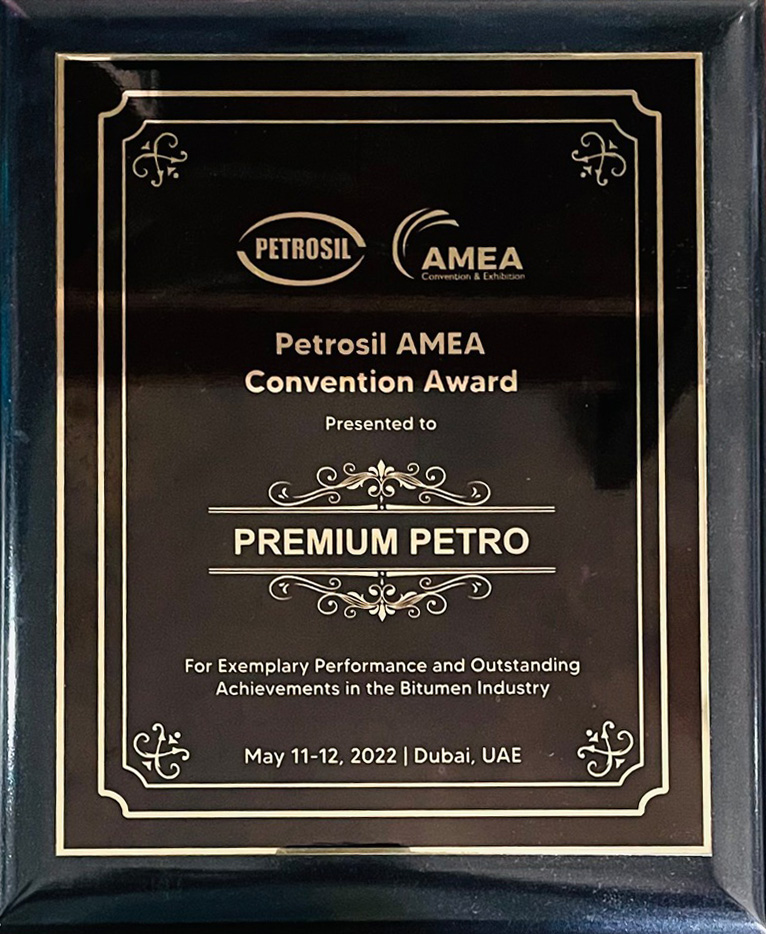 PETROSIL
AMEA
Convention & Exhibition
Petrosil AMEA
Convention Award
Presented to
PREMIUM PETRO
For Exemplary Performance and Outstanding
Achievements in the Bitumen Industry
May 11-12, 2022 | Dubai, UAE